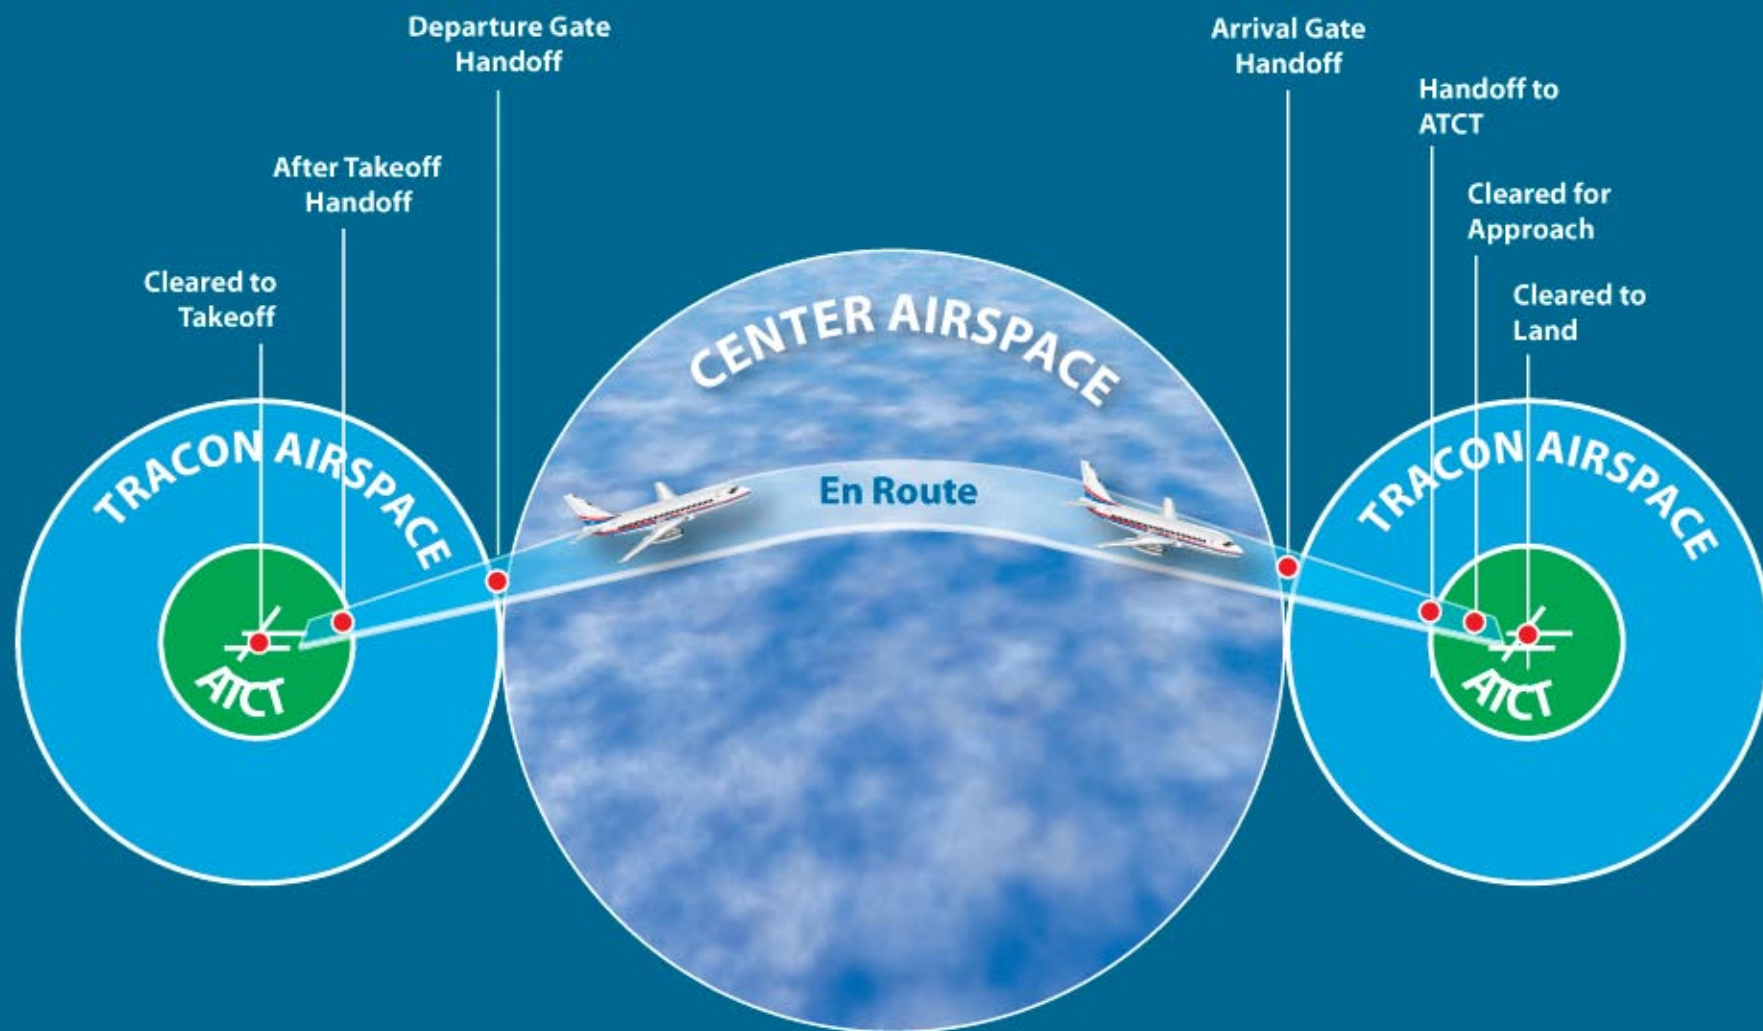 Departure Gate
Handoff
Arrival Gate
Handoff
Handoff to
ATCT
After Takeoff
Handoff
Cleared for
Approach
Cleared to
Takeoff
Cleared to
Land
CENTER AIRSPACE
TRACON AIRSPACE
TRACON AIRSPACE
En Route
ATCT
ATCT